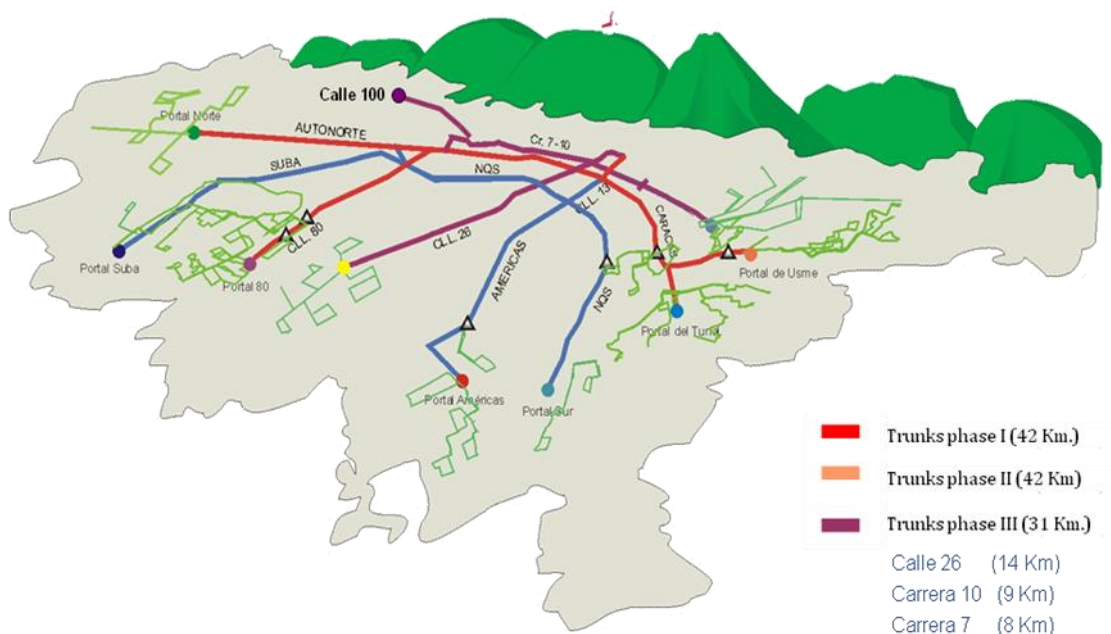 Calle 100
Portal Norte
AUTONORTE
Cr. 7-10
SUBA
NQS
CLL. 13
CLL. 80
CLL. 26
CARACAS
AMERICAS
NQS
Portal Suba
Portal 80
Portal de Usme
Portal del Tunal
Portal Américas
Portal Sur
Trunks phase I (42 Km.)
Trunks phase II (42 Km)
Trunks phase III (31 Km.)
Calle 26 (14 Km)
Carrera 10 (9 Km)
Carrera 7 (8 Km)